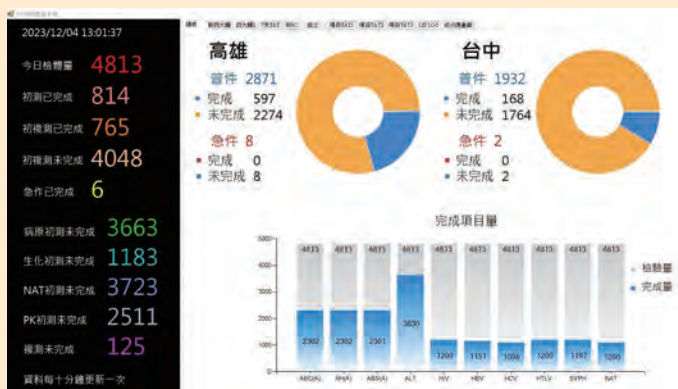 2023/12/04 13:01:37
今日檢體量 4813
初測已完成 814
初複測已完成 765
初複測未完成 4048
急作已完成 6
病原初測未完成 3663
生化初測未完成 1183
NAT初測未完成 3723
PK初測未完成 2511
複測未完成 125
資料每十分鐘更新一次
高雄
普件 2871
完成 597
未完成 2274
急件 8
完成 0
未完成 8
台中
普件 1932
完成 168
未完成 1764
急件 2
完成 0
未完成 2
完成項目量
5000
4813 4813 4813 4813 4813 4813 4813 4813 4813 4813
4000
檢驗量
完成量
3000
3630
2000
2302 2302 2301
1000
1200 1151 1096 1200 1197 1090
0
ABO(A) RH(A) ABS(A) ALT HIV HBV HCV HTLV SYPH NAT